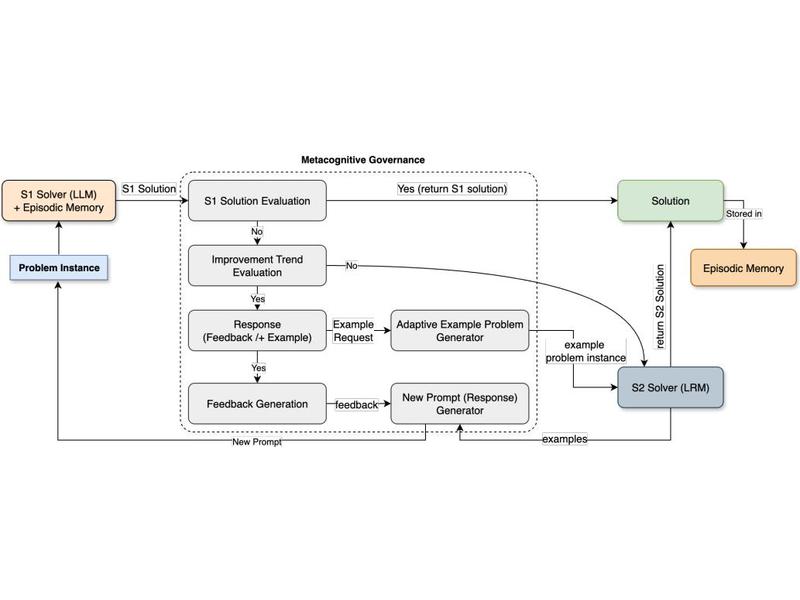 Metacognitive Governance
S1 Solver (LLM)
+ Episodic Memory
S1 Solution
S1 Solution Evaluation
Yes (return S1 solution)
Solution
Stored in
Episodic Memory
No
Problem Instance
Improvement Trend
Evaluation
No
Yes
Response
(Feedback /+ Example)
Example
Request
Adaptive Example Problem
Generator
example
problem instance
return S2 Solution
S2 Solver (LRM)
Yes
Feedback Generation
feedback
New Prompt (Response)
Generator
New Prompt
examples